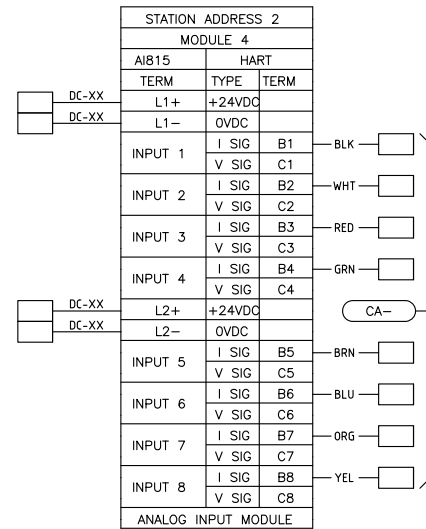 STATION ADDRESS 2
MODULE 4
AI815 HART
TERM TYPE TERM
DC-XX L1+ +24VDC
DC-XX L1- 0VDC
INPUT 1 I SIG B1 BLK
V SIG C1
INPUT 2 I SIG B2 WHT
V SIG C2
INPUT 3 I SIG B3 RED
V SIG C3
INPUT 4 I SIG B4 GRN
V SIG C4
DC-XX L2+ +24VDC CA-
DC-XX L2- 0VDC
INPUT 5 I SIG B5 BRN
V SIG C5
INPUT 6 I SIG B6 BLU
V SIG C6
INPUT 7 I SIG B7 ORG
V SIG C7
INPUT 8 I SIG B8 YEL
V SIG C8
ANALOG INPUT MODULE